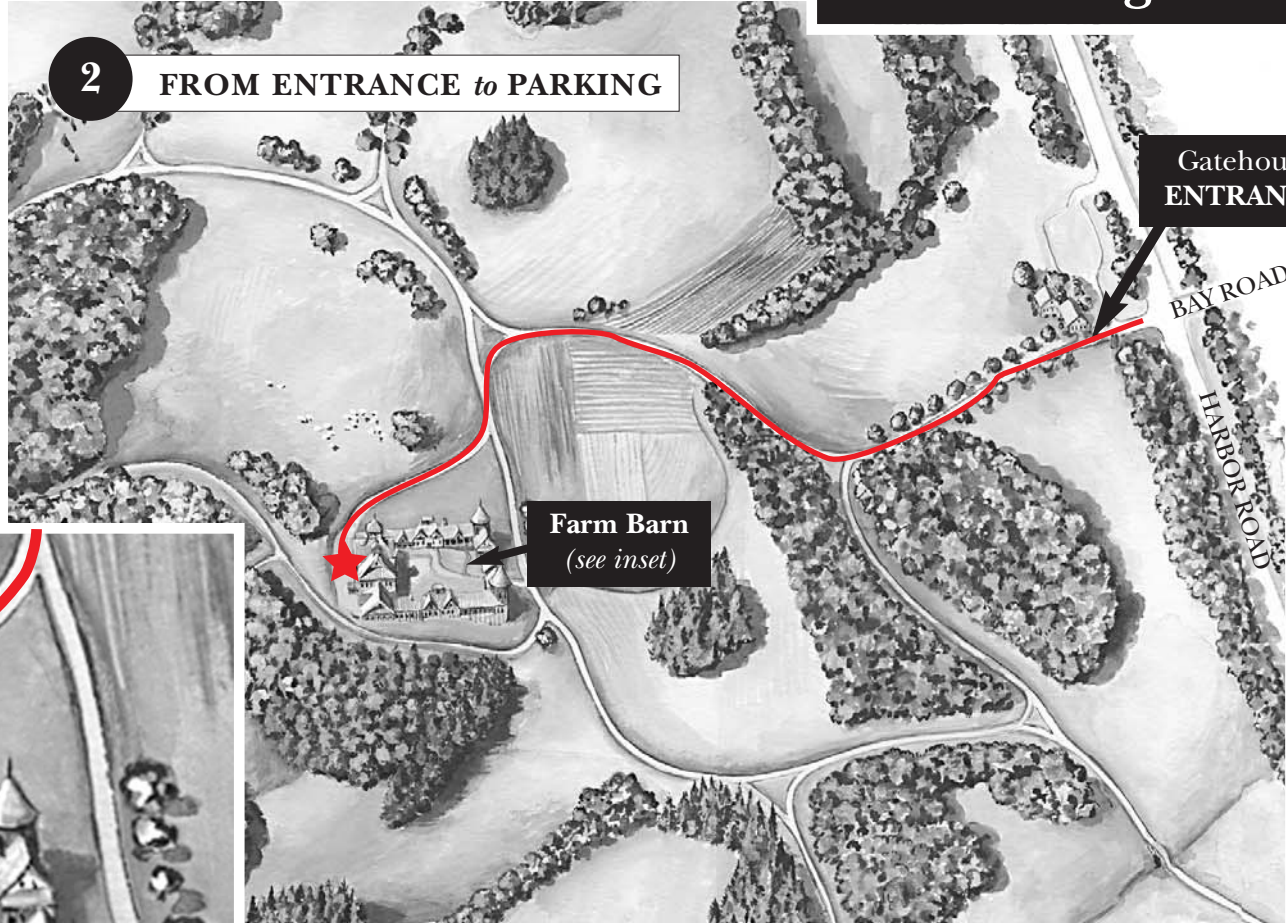 2
FROM ENTRANCE to PARKING
BAY ROAD
HARBOR ROAD
Farm Barn
(see inset)